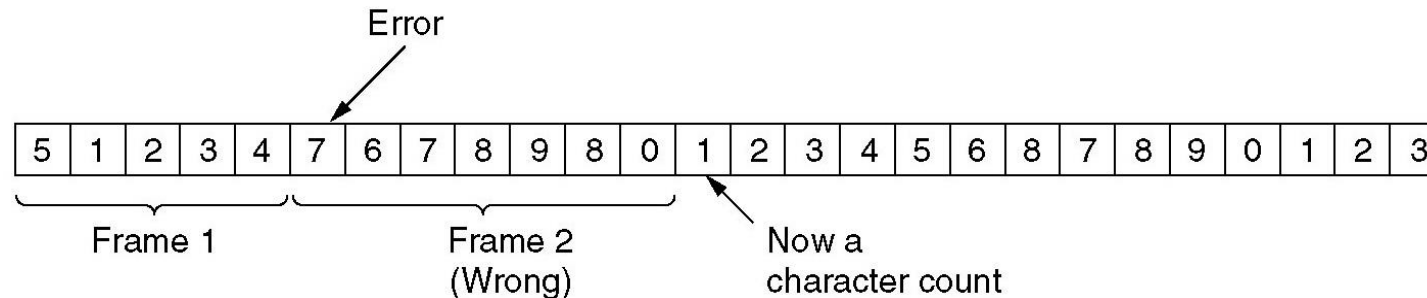 Error
5 1 2 3 4 7 6 7 8 9 8 0 1 2 3 4 5 6 8 7 8 9 0 1 2 3
Frame 1
Frame 2
(Wrong)
Now a
character count